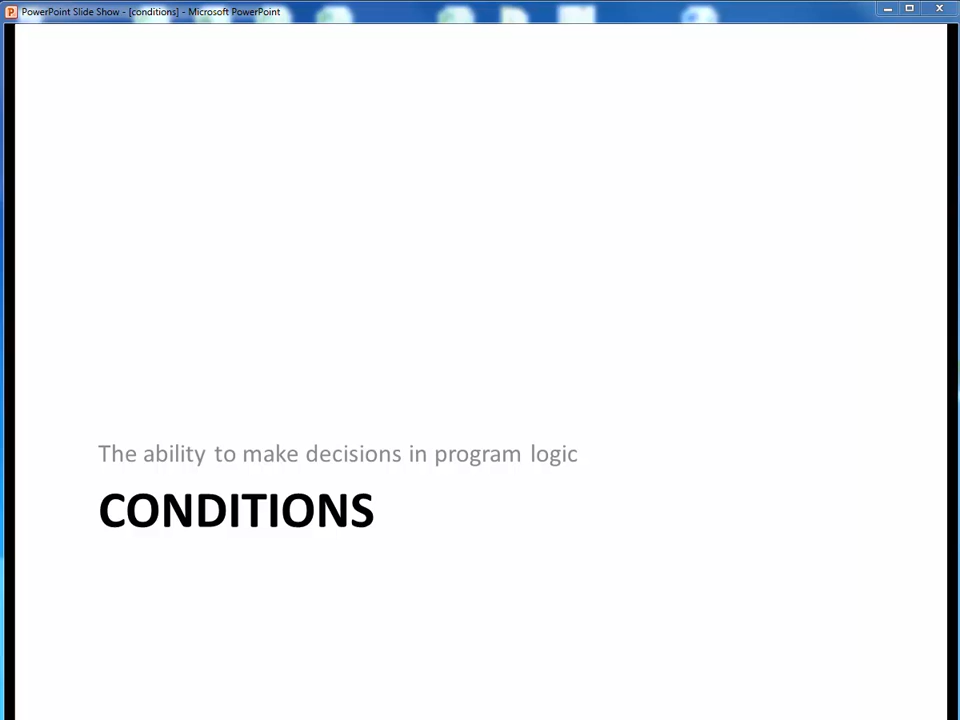 PowerPoint Slide Show - [conditions] - Microsoft PowerPoint
The ability to make decisions in program logic
CONDITIONS